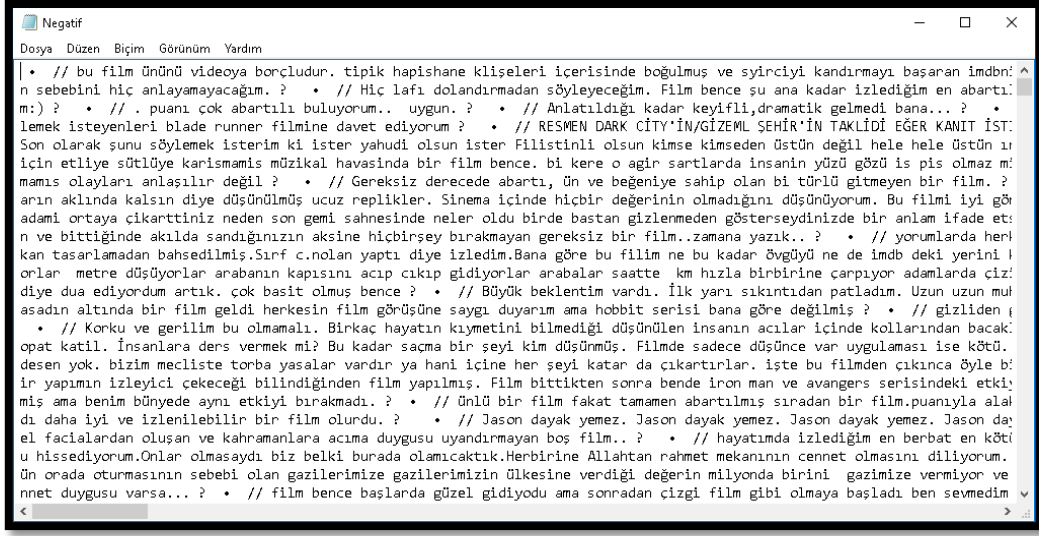 Negatif
Dosya Düzen Biçim Görünüm Yardım
• // bu film ününü videoya borçludur. tipik hapishane klişeleri içerisinde boğulmuş ve syirciyi kandırmayı başaran imdbni
n sebebini hiç anlayamayacağım. ? • // Hiç lafı dolandırmadan söyleyeceğim. Film bence şu ana kadar izlediğim en abartıl
m:) ? • // . puanı çok abartılı buluyorum.. uygun. ? • // Anlatıldığı kadar keyifli,dramatik gelmedi bana... ? •
lemek isteyenleri blade runner filmine davet ediyorum ? • // RESMEN DARK CİTY'İN/GİZEML ŞEHİR'İN TAKLİDİ EĞER KANIT İSTİ
Son olarak şunu söylemek isterim ki ister yahudi olsun ister Filistinli olsun kimse kimseden üstün değil hele hele üstün ır
için etliye sütlüye karismamis müzikal havasinda bir film bence. bi kere o agir sartlarda insanin yüzü gözü is pis olmaz mi
mamıs olayları anlaşılır değil ? • // Gereksiz derecede abartı, ün ve beğeniye sahip olan bi türlü gitmeyen bir film. ?
arın aklında kalsın diye düşünülmüş ucuz replikler. Sinema içinde hiçbir değerinin olmadığını düşünüyorum. Bu filmi iyi gör
adami ortaya çikarttiniz neden son gemi sahnesinde neler oldu birde bastan gizlenmeden gösterseydinizde bir anlam ifade ets
n ve bittiğinde akılda sandığınızın aksine hiçbirşey bırakmayan gereksiz bir film..zamana yazık.. ? • // yorumlarda herk
kan tasarlamadan bahsedilmiş.Sırf c.nolan yaptı diye izledim.Bana göre bu filim ne bu kadar övgüyü ne de imdb deki yerini h
orlar metre düşüyorlar arabanın kapısını acıp cıkıp gidiyorlar arabalar saatte km hızla birbirine çarpıyor adamlarda çizi
diye dua ediyordum artık. çok basit olmuş bence ? • // Büyük beklentim vardı. İlk yarı sıkıntıdan patladım. Uzun uzun muh
asadın altında bir film geldi herkesin film görüşüne saygı duyarım ama hobbit serisi bana göre değilmiş ? • // gizliden g
• // Korku ve gerilim bu olmamalı. Birkaç hayatın kıymetini bilmediği düşünülen insanın acılar içinde kollarından bacakl
opat katil. İnsanlara ders vermek mi? Bu kadar saçma bir şeyi kim düşünmüş. Filmde sadece düşünce var uygulaması ise kötü.
desen yok. bizim mecliste torba yasalar vardır ya hani içine her şeyi katar da çıkartırlar. işte bu filmden çıkınca öyle bi
ir yapımın izleyici çekeceği bilindiğinden film yapılmış. Film bittikten sonra bende iron man ve avangers serisindeki etkiy
miş ama benim bünyede aynı etkiyi bırakmadı. ? • // ünlü bir film fakat tamamen abartılmış sıradan bir film.puanıyla alak
dı daha iyi ve izlenilebilir bir film olurdu. ? • // Jason dayak yemez. Jason dayak yemez. Jason dayak yemez. Jason day
el facialardan oluşan ve kahramanlara acıma duygusu uyandırmayan boş film.. ? • // hayatımda izlediğim en berbat en kötü
u hissediyorum.Onlar olmasaydı biz belki burada olamıcaktık.Herbirine Allahtan rahmet mekanının cennet olmasını diliyorum.
ün orada oturmasının sebebi olan gazilerimize gazilerimizin ülkesine verdiği değerin milyonda birini gazimize vermiyor ve
nnet duygusu varsa... ? • // film bence başlarda güzel gidiyodu ama sonradan çizgi film gibi olmaya başladı ben sevmedim